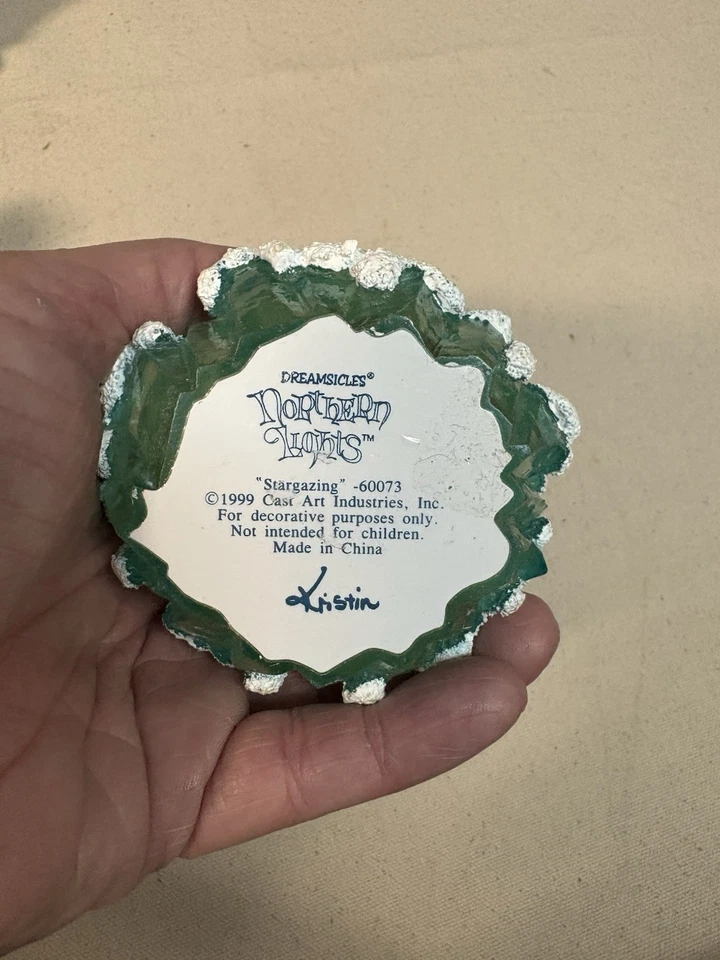 DREAMSICLES®
Northern
Lights™
"Stargazing" -60073
©1999 Cast Art Industries, Inc.
For decorative purposes only.
Not intended for children.
Made in China
Kristin